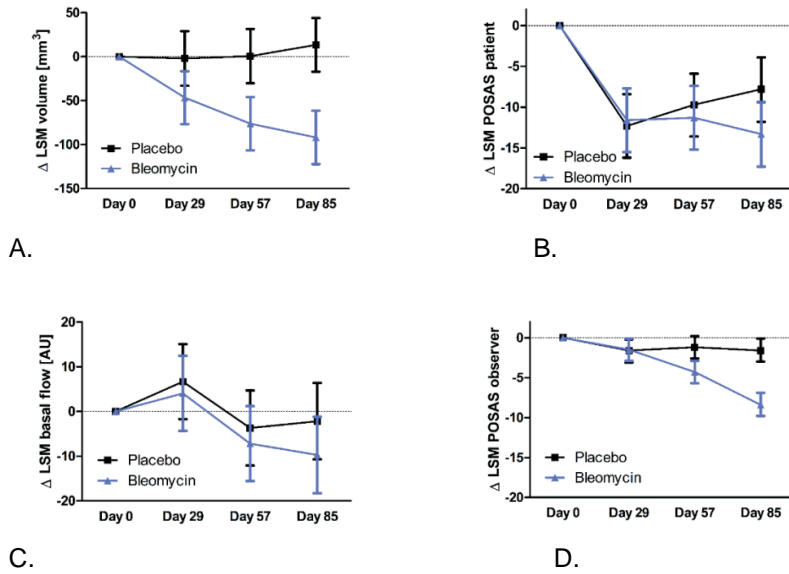 Δ LSM volume [mm³]
50
0
-50
-100
-150
Placebo
Bleomycin
Day 0 Day 29 Day 57 Day 85
A.
Δ LSM POSAS patient
0
-5
-10
-15
-20
Placebo
Bleomycin
Day 0 Day 29 Day 57 Day 85
B.
Δ LSM basal flow [AU]
20
10
0
-10
-20
Placebo
Bleomycin
Day 0 Day 29 Day 57 Day 85
C.
Δ LSM POSAS observer
0
-5
-10
-15
-20
Placebo
Bleomycin
Day 0 Day 29 Day 57 Day 85
D.